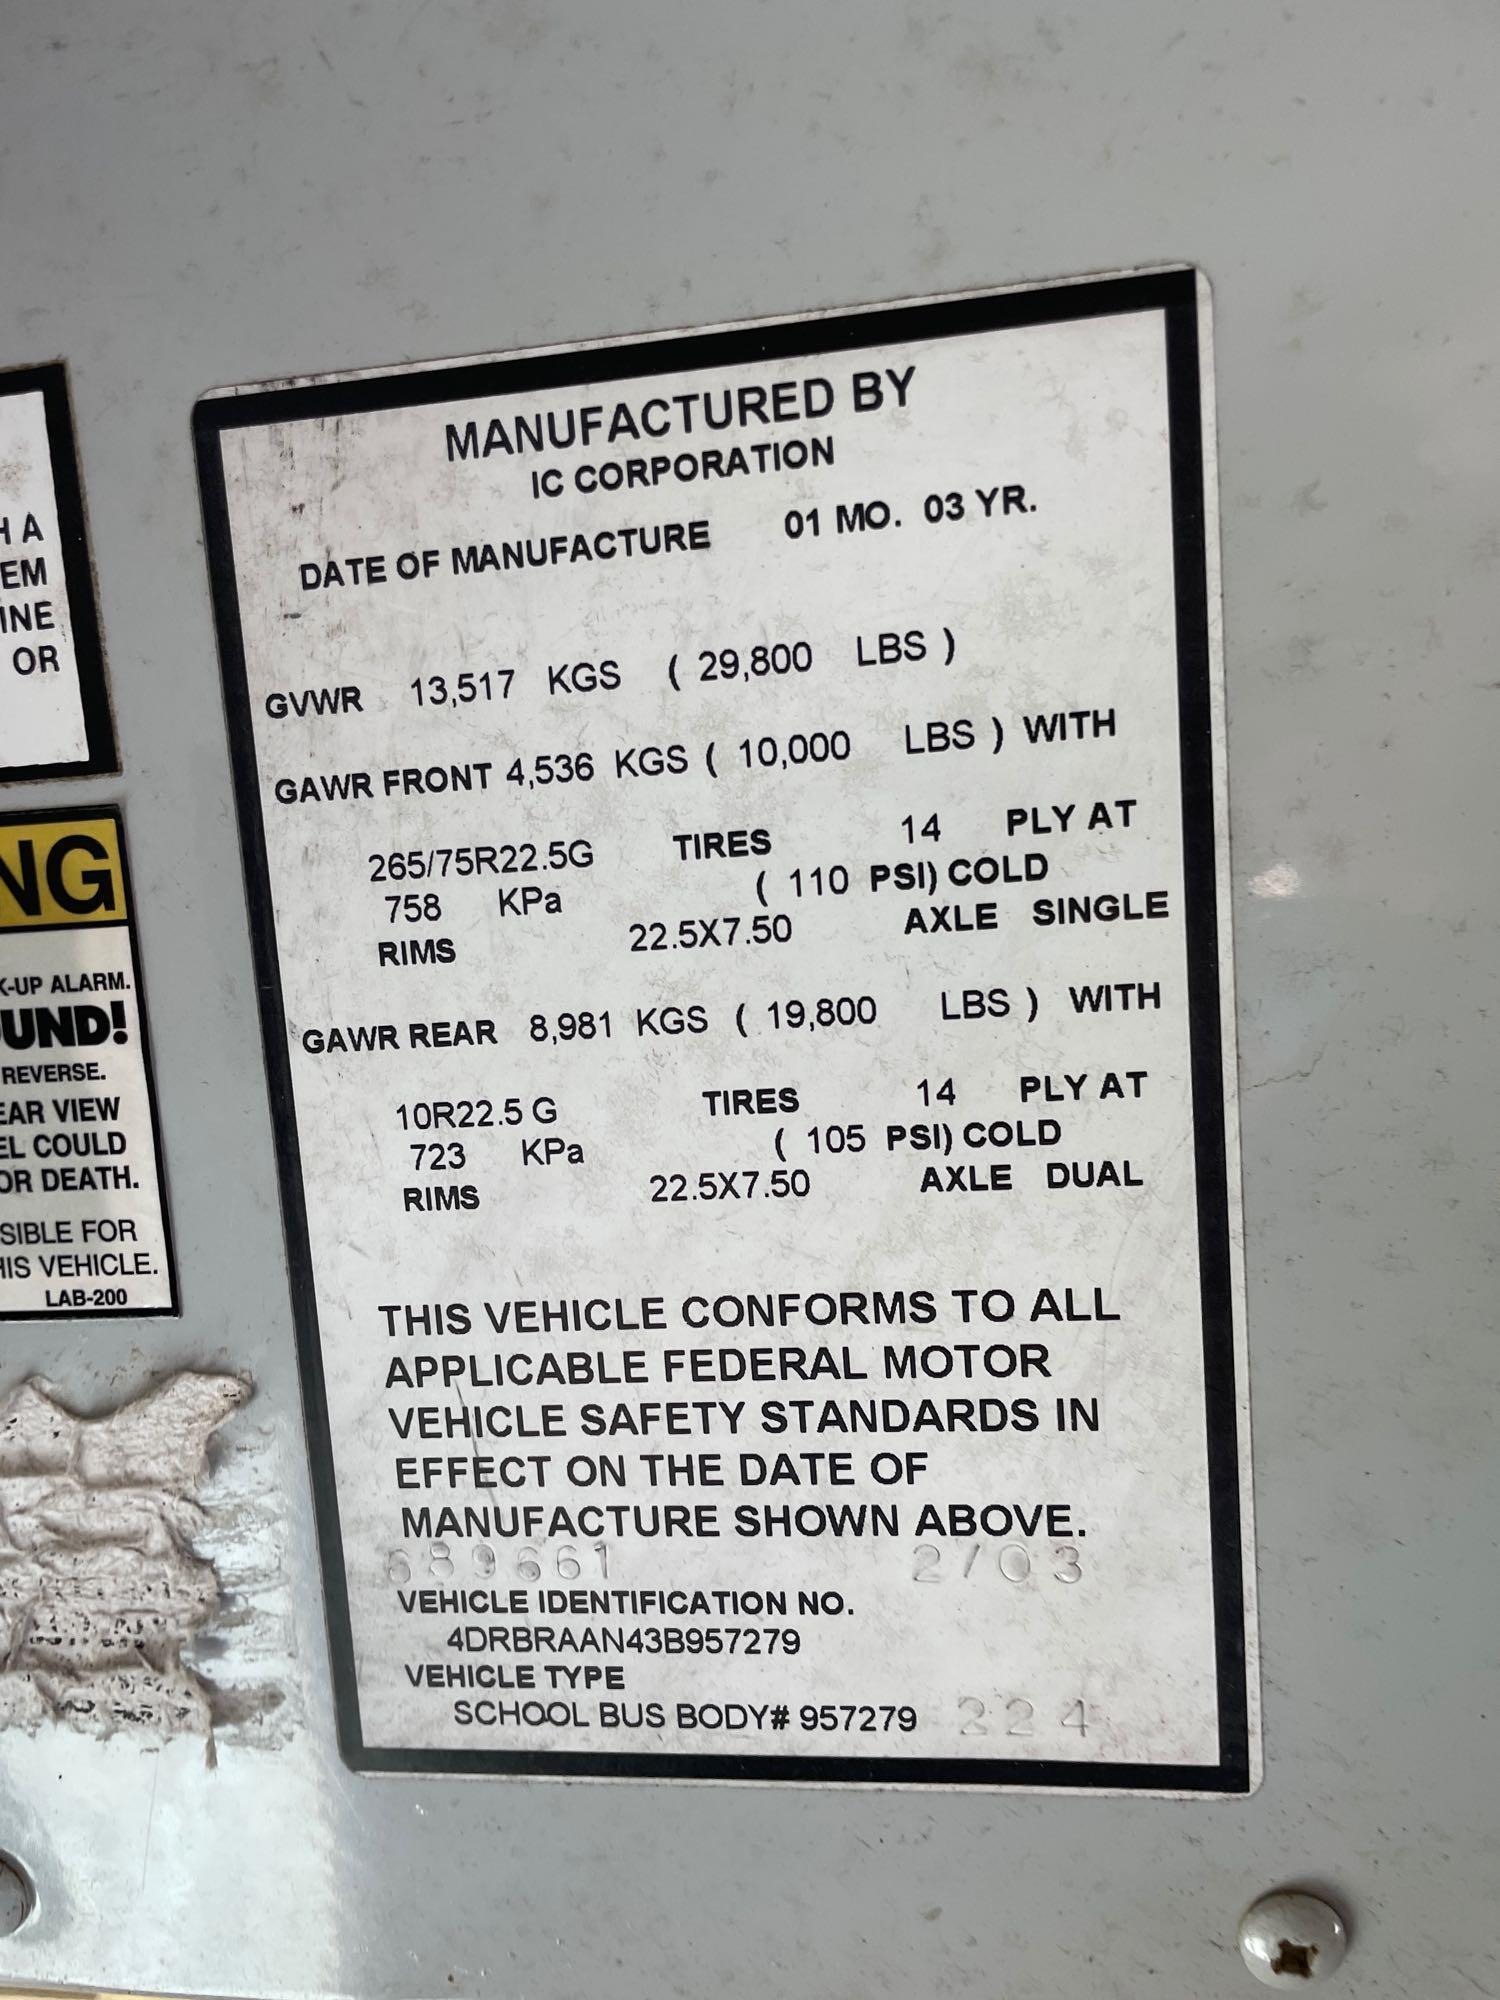 H A
EM
INE
OR
NG
K-UP ALARM.
UND!
REVERSE.
EAR VIEW
EL COULD
OR DEATH.
SIBLE FOR
HIS VEHICLE.
LAB-200
MANUFACTURED BY
IC CORPORATION
DATE OF MANUFACTURE 01 MO. 03 YR.
GVWR 13,517 KGS ( 29,800 LBS )
GAWR FRONT 4,536 KGS ( 10,000 LBS ) WITH
265/75R22.5G TIRES 14 PLY AT
758 KPa ( 110 PSI) COLD
RIMS 22.5X7.50 AXLE SINGLE
GAWR REAR 8,981 KGS ( 19,800 LBS ) WITH
10R22.5 G TIRES 14 PLY AT
723 KPa ( 105 PSI) COLD
RIMS 22.5X7.50 AXLE DUAL
THIS VEHICLE CONFORMS TO ALL
APPLICABLE FEDERAL MOTOR
VEHICLE SAFETY STANDARDS IN
EFFECT ON THE DATE OF
MANUFACTURE SHOWN ABOVE.
689661 2/03
VEHICLE IDENTIFICATION NO.
4DRBRAAN43B957279
VEHICLE TYPE
SCHOOL BUS BODY# 957279 224